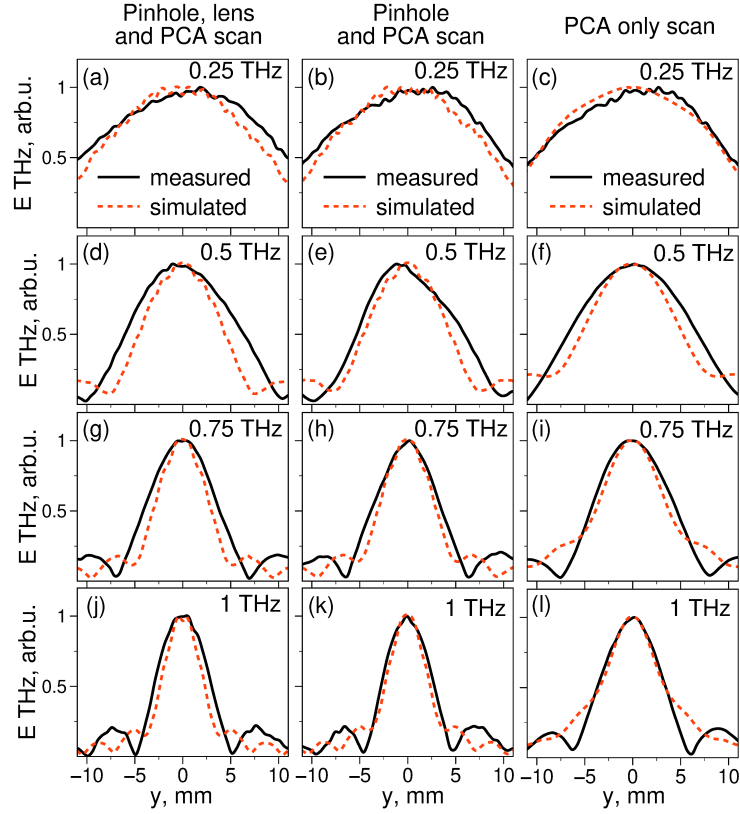 Pinhole, lens
and PCA scan
Pinhole
and PCA scan
PCA only scan
E THz, arb.u.
1
0.5
(a)
0.25 THz
measured
simulated
(b)
0.25 THz
measured
simulated
(c)
0.25 THz
measured
simulated
E THz, arb.u.
1
0.5
(d)
0.5 THz
(e)
0.5 THz
(f)
0.5 THz
E THz, arb.u.
1
0.5
(g)
0.75 THz
(h)
0.75 THz
(i)
0.75 THz
E THz, arb.u.
1
0.5
(j)
1 THz
(k)
1 THz
(l)
1 THz
−10 −5 0 5 10
−10 −5 0 5 10
−10 −5 0 5 10
y, mm
y, mm
y, mm